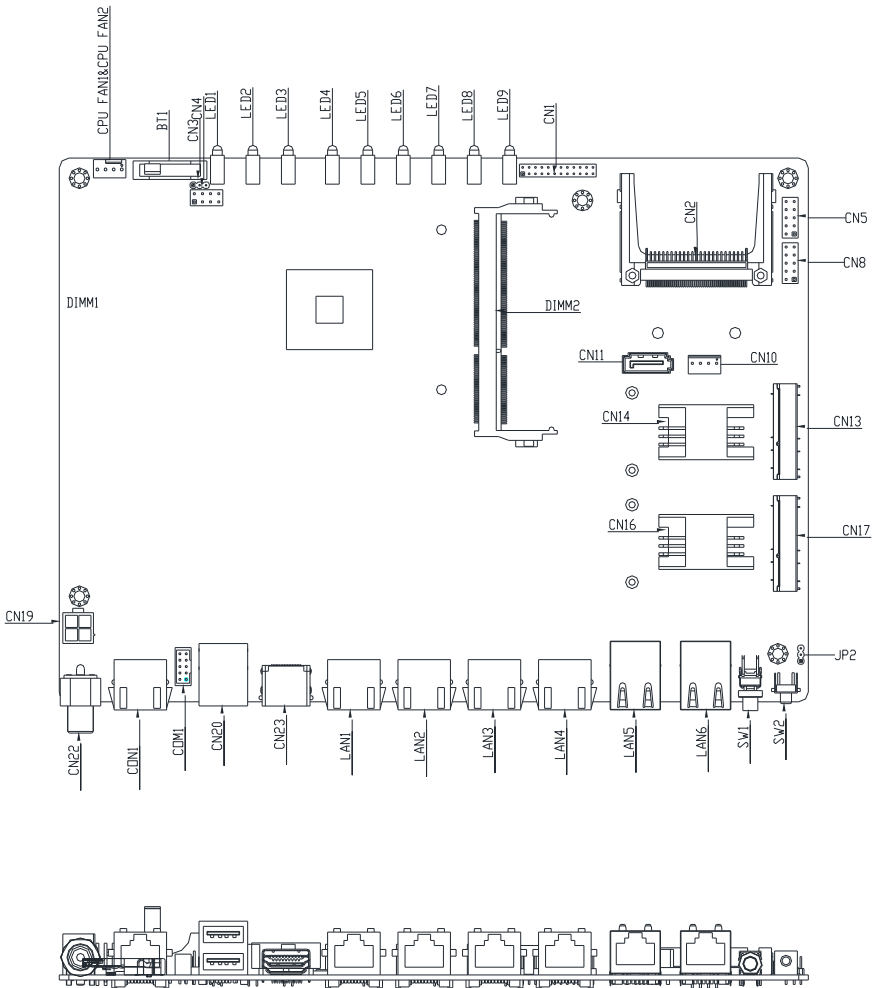 CPU FAN1&CPU FAN2
BT1
CN3
CN4
LED1
LED2
LED3
LED4
LED5
LED6
LED7
LED8
LED9
CN1
CN2
CN5
CN8
DIMM1
DIMM2
CN11
CN10
CN14
CN13
CN16
CN17
CN19
JP2
CN22
CON1
COM1
CN20
CN23
LAN1
LAN2
LAN3
LAN4
LAN5
LAN6
SW1
SW2